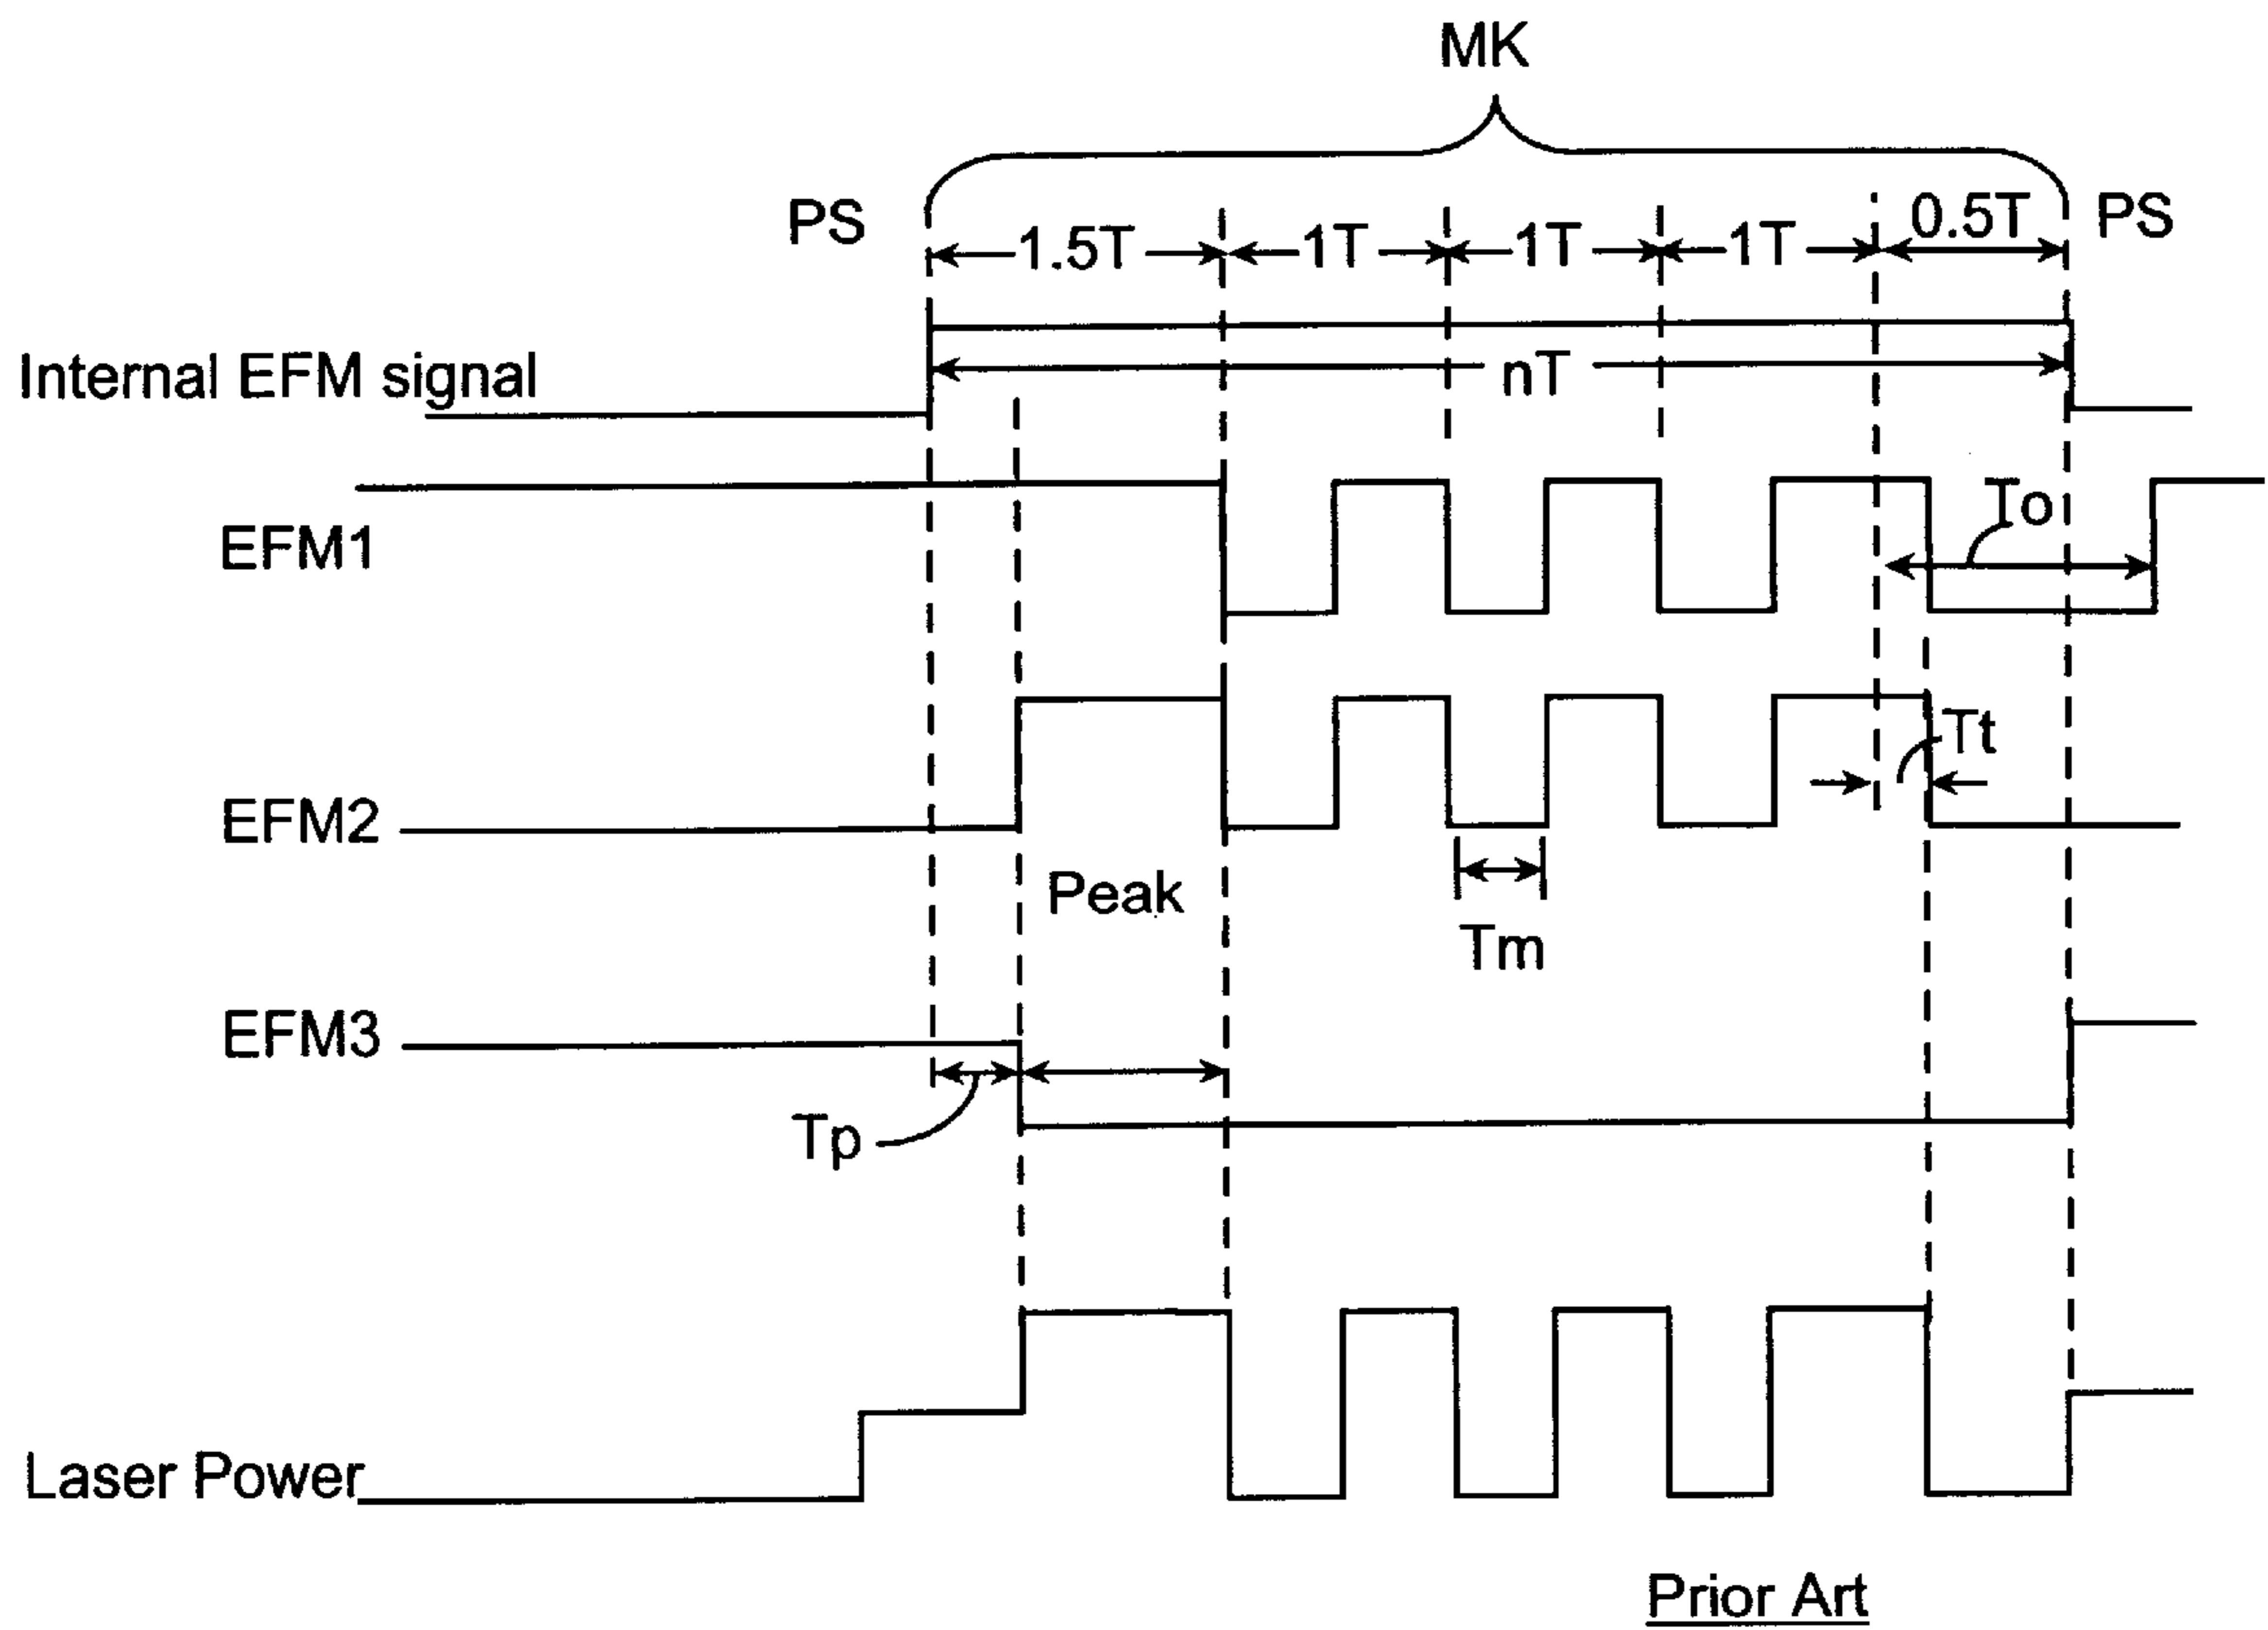 MK
PS 1.5T 1T 1T 1T 0.5T PS
Internal EFM signal nT
EFM1 To
EFM2 Tt
Peak
Tm
EFM3
Tp
Laser Power
Prior Art